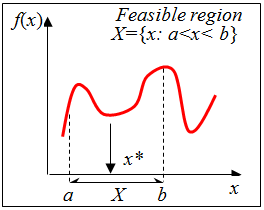 f(x)
Feasible region
X={x: a<x< b}
x*
a X b x